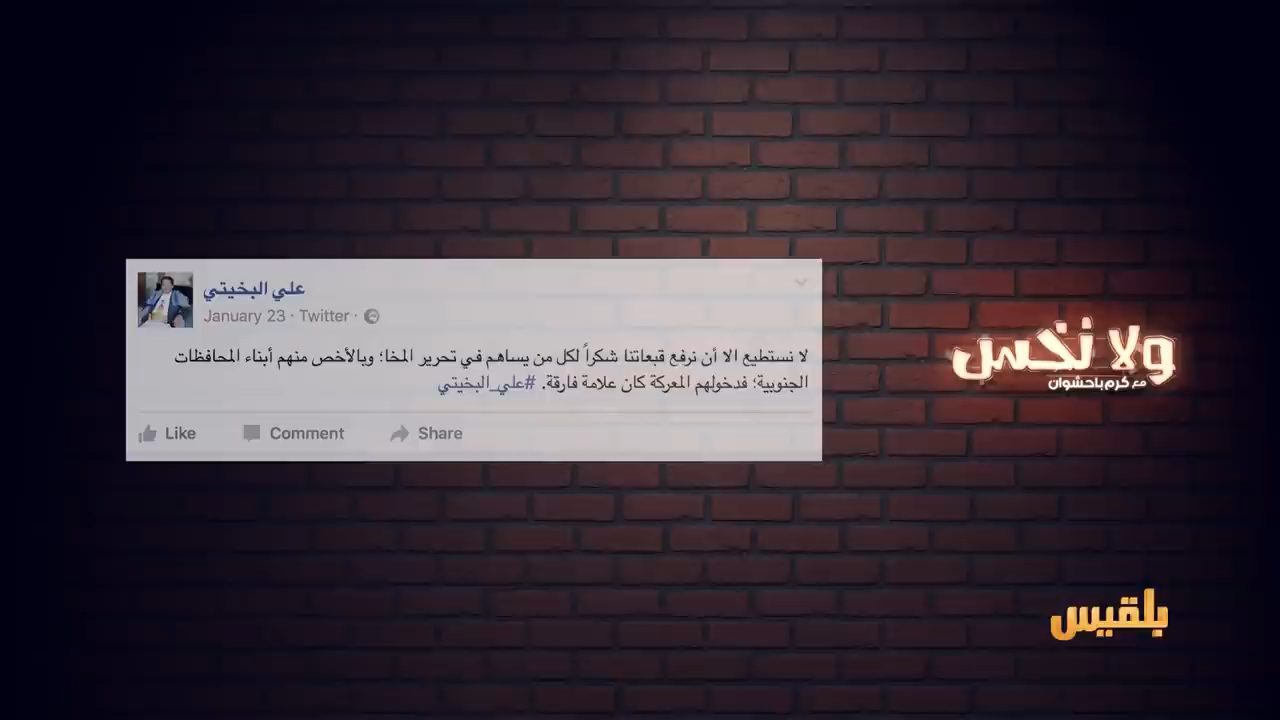 علي البخيتي
January 23 · Twitter ·
لا نستطيع الا أن نرفع قبعاتنا شكراً لكل من يساهم في تحرير المخا؛ وبالأخص منهم أبناء المحافظات
الجنوبية؛ فدخولهم المعركة كان علامة فارقة. #علي_البخيتي
Like Comment Share
ولا نخس
مع كرم باحشوان
بلقيس